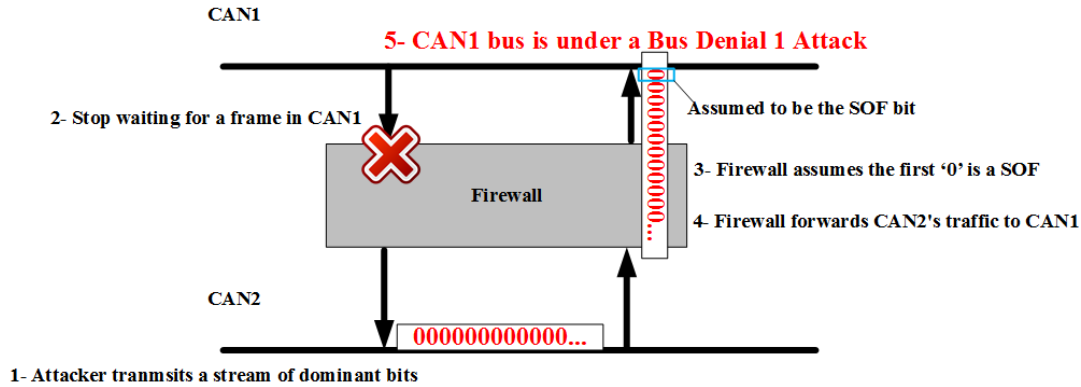 CAN1
5- CAN1 bus is under a Bus Denial 1 Attack
2- Stop waiting for a frame in CAN1
000000000000...
Assumed to be the SOF bit
Firewall
3- Firewall assumes the first ‘0’ is a SOF
4- Firewall forwards CAN2's traffic to CAN1
CAN2
000000000000...
1- Attacker tranmsits a stream of dominant bits